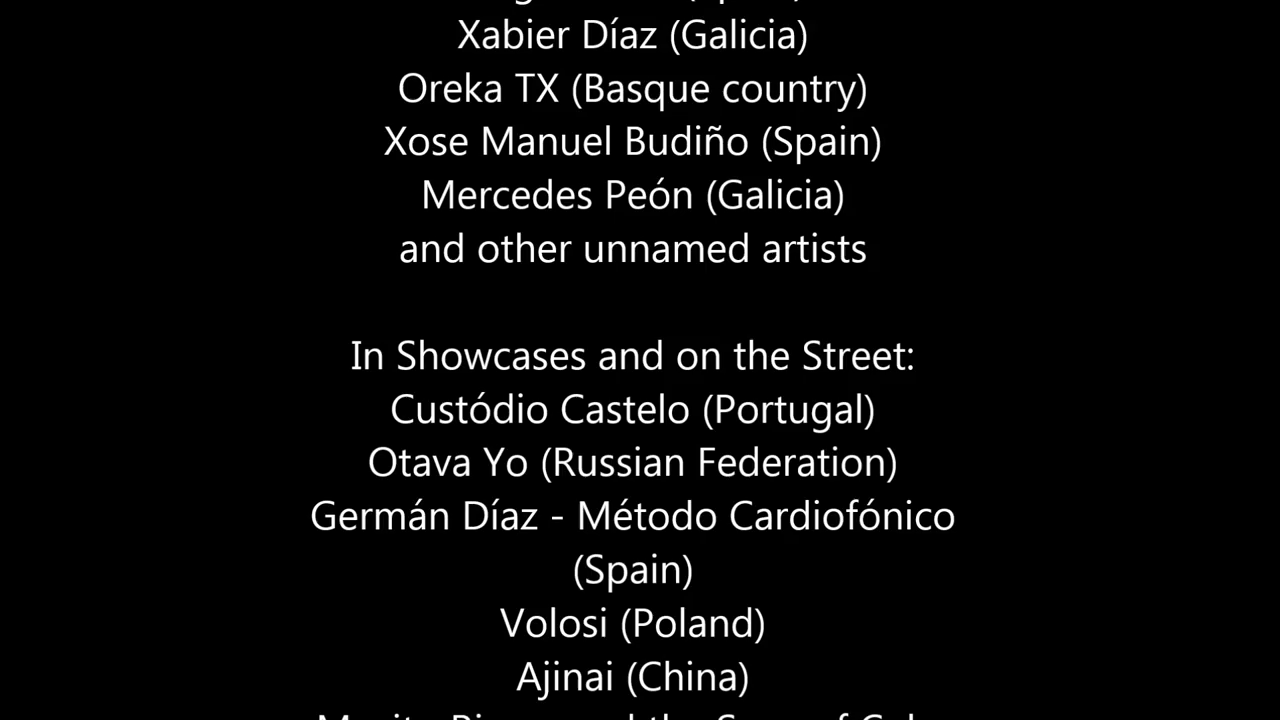 Xabier Díaz (Galicia)
Oreka TX (Basque country)
Xose Manuel Budiño (Spain)
Mercedes Peón (Galicia)
and other unnamed artists
In Showcases and on the Street:
Custódio Castelo (Portugal)
Otava Yo (Russian Federation)
Germán Díaz - Método Cardiofónico
(Spain)
Volosi (Poland)
Ajinai (China)